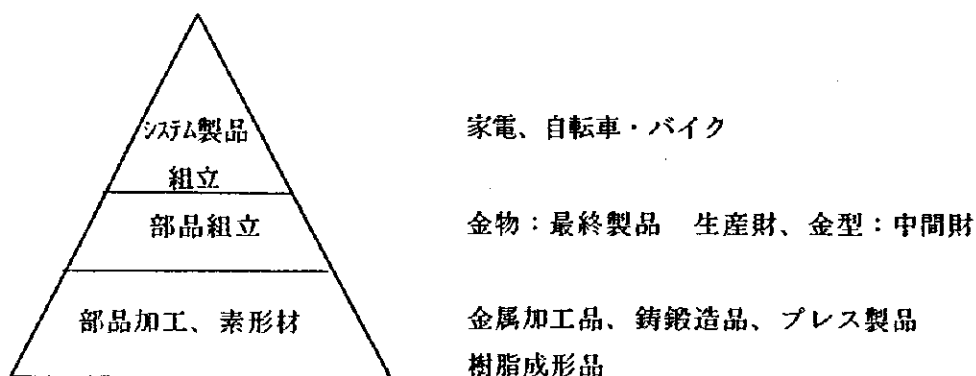 システム製品 家電、自転車・バイク
組立
部品組立 金物：最終製品 生産財、金型：中間財
部品加工、素形材 金属加工品、鋳鍛造品、プレス製品
樹脂成形品